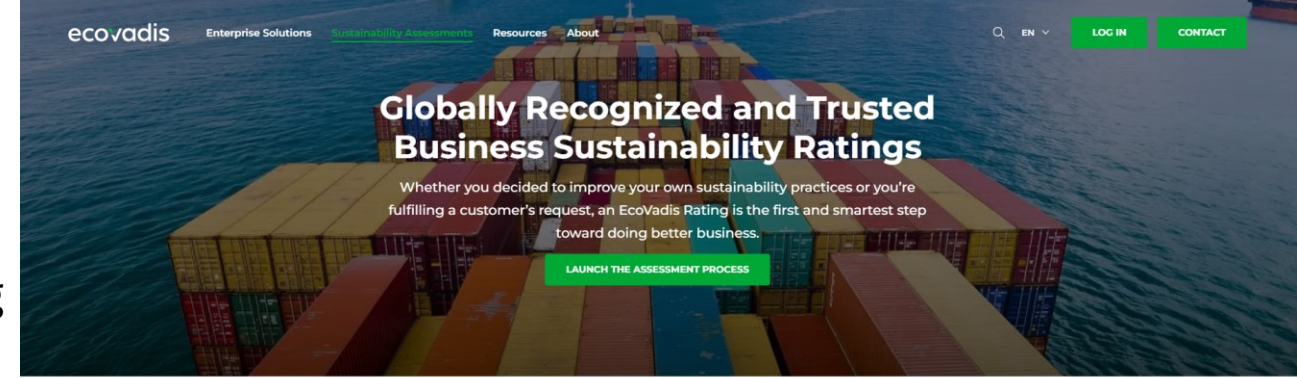 ecovadis
Enterprise Solutions Sustainability Assessments Resources About
EN LOG IN CONTACT
Globally Recognized and Trusted
Business Sustainability Ratings
Whether you decided to improve your own sustainability practices or you're
fulfilling a customer's request, an EcoVadis Rating is the first and smartest step
toward doing better business.
LAUNCH THE ASSESSMENT PROCESS
g